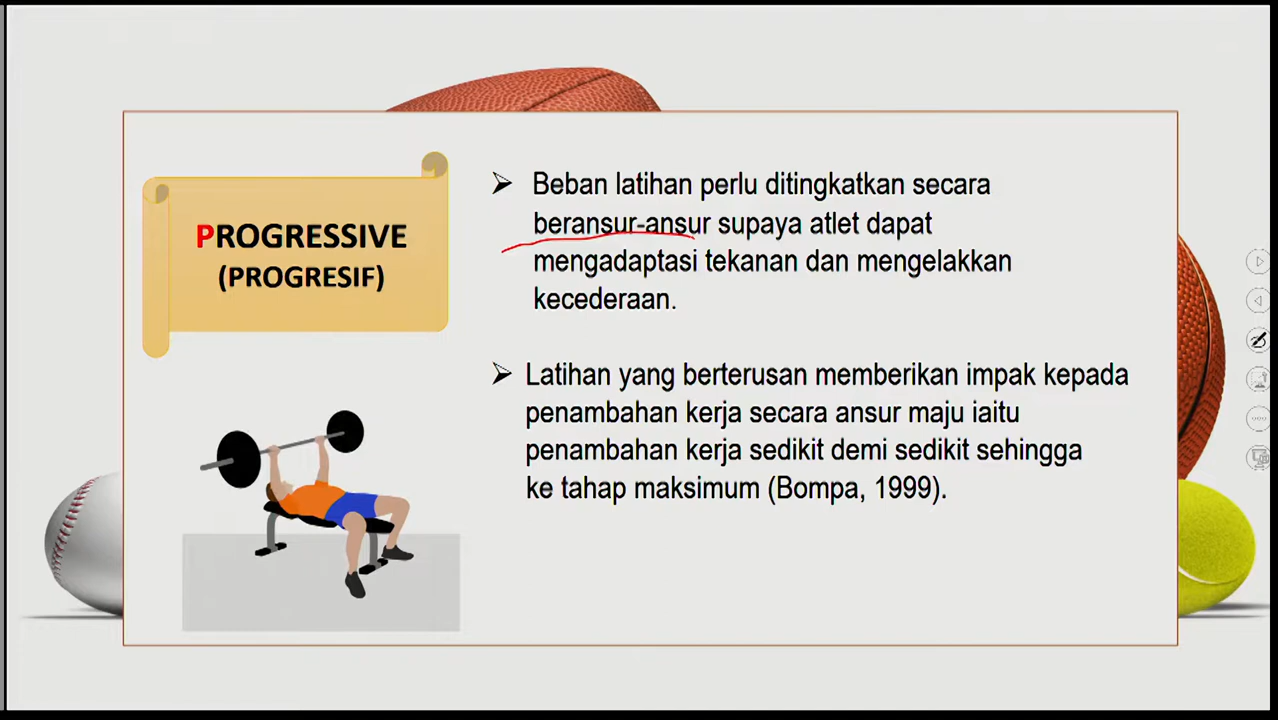 PROGRESSIVE
(PROGRESIF)
Beban latihan perlu ditingkatkan secara
beransur-ansur supaya atlet dapat
mengadaptasi tekanan dan mengelakkan
kecederaan.
Latihan yang berterusan memberikan impak kepada
penambahan kerja secara ansur maju iaitu
penambahan kerja sedikit demi sedikit sehingga
ke tahap maksimum (Bompa, 1999).